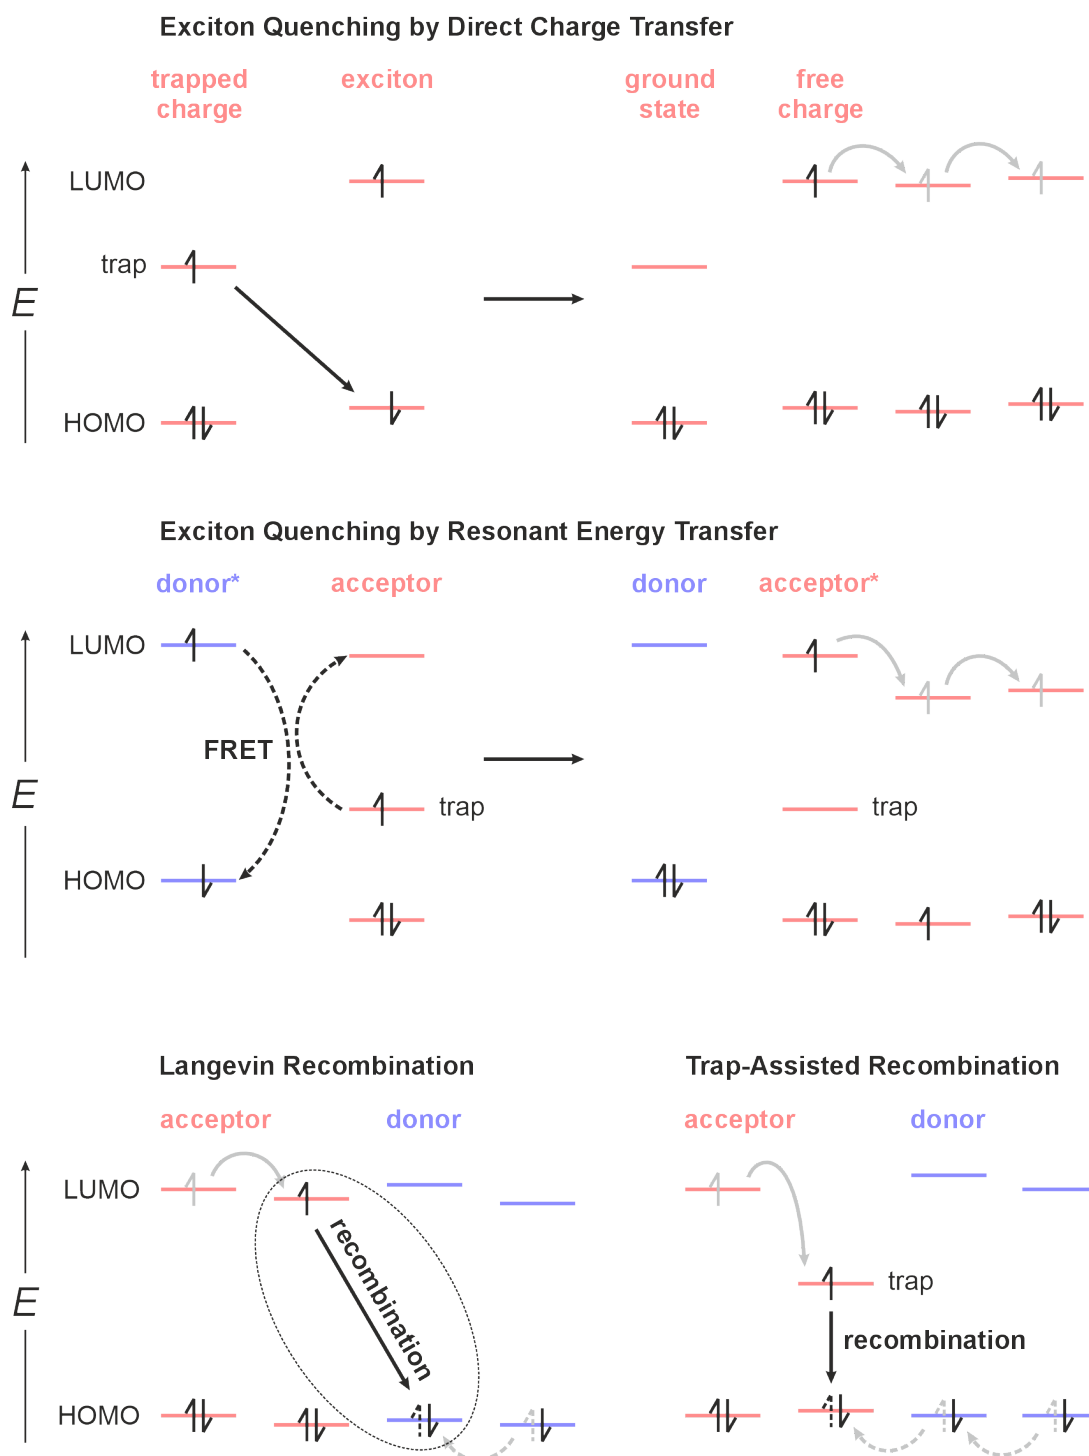 Exciton Quenching by Direct Charge Transfer
trapped charge
exciton
ground state
free charge
LUMO
trap
E
HOMO
Exciton Quenching by Resonant Energy Transfer
donor*
acceptor
donor
acceptor*
LUMO
FRET
E
trap
trap
HOMO
Langevin Recombination
Trap-Assisted Recombination
acceptor
donor
acceptor
donor
LUMO
recombination
trap
E
recombination
HOMO